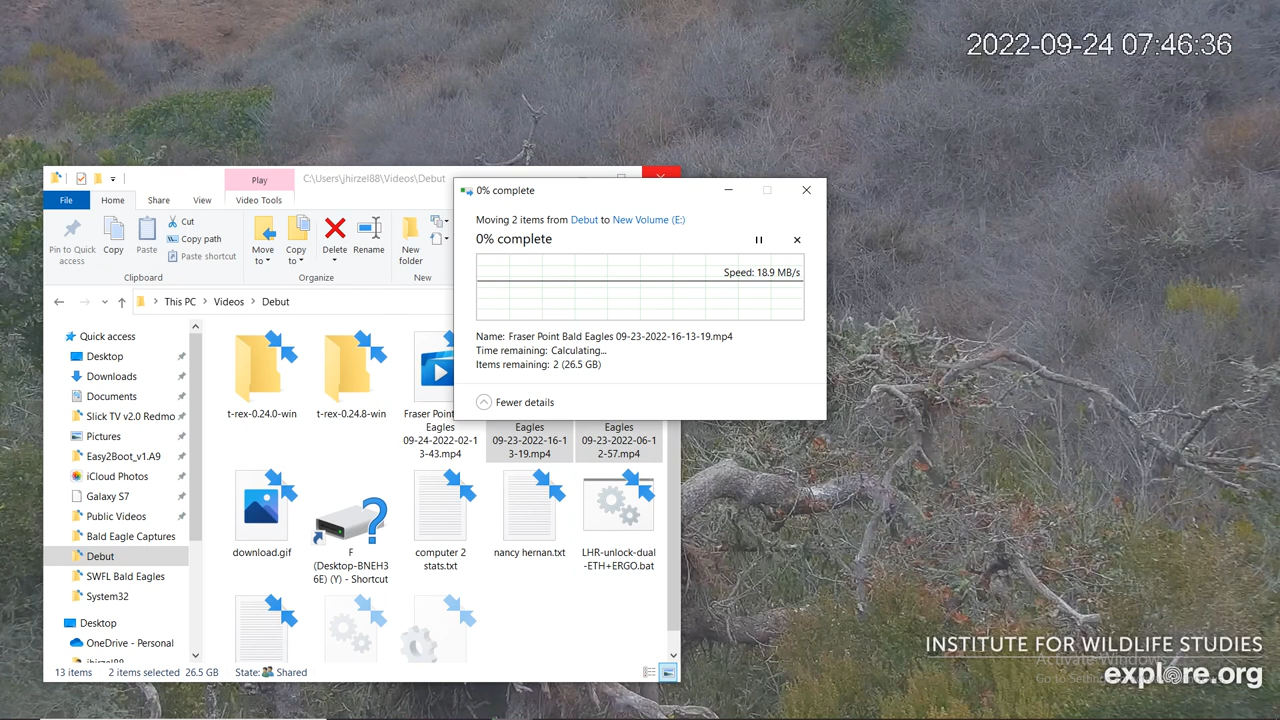 2022-09-24 07:46:36
Play
C:\Users\jhirzel88\Videos\Debut
File
Home
Share
View
Video Tools
Pin to Quick
access
Copy
Paste
Cut
Copy path
Paste shortcut
Clipboard
Move
to
Copy
to
Delete
Rename
Organize
New
folder
New
This PC
Videos
Debut
Quick access
Desktop
Downloads
Documents
Slick TV v2.0 Redmo
Pictures
Easy2Boot_v1.A9
iCloud Photos
Galaxy S7
Public Videos
Bald Eagle Captures
Debut
SWFL Bald Eagles
System32
Desktop
OneDrive - Personal
t-rex-0.24.0-win
t-rex-0.24.8-win
Fraser Point
Eagles
09-24-2022-02-1
3-43.mp4
Eagles
09-23-2022-16-1
3-19.mp4
Eagles
09-23-2022-06-1
2-57.mp4
download.gif
F
(Desktop-BNEH3
6E) (Y) - Shortcut
computer 2
stats.txt
nancy hernan.txt
LHR-unlock-dual
-ETH+ERGO.bat
13 items
2 items selected 26.5 GB
State: Shared
0% complete
Moving 2 items from Debut to New Volume (E:)
0% complete
Speed: 18.9 MB/s
Name: Fraser Point Bald Eagles 09-23-2022-16-13-19.mp4
Time remaining: Calculating...
Items remaining: 2 (26.5 GB)
Fewer details
INSTITUTE FOR WILDLIFE STUDIES
Activate Windows
Go to Settin
explore.org